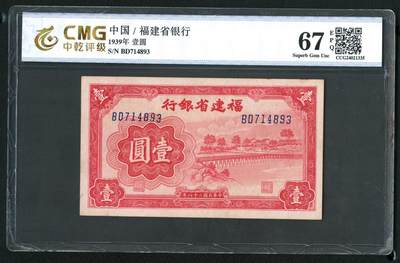 CMG
中乾评级
中国 / 福建省银行
1939年 壹圆
S/N BD714893
67
EPQ
Superb Gem Unc
CCG24021335
行銀省建福
BD714893
BD714893
圓壹
壹
壹